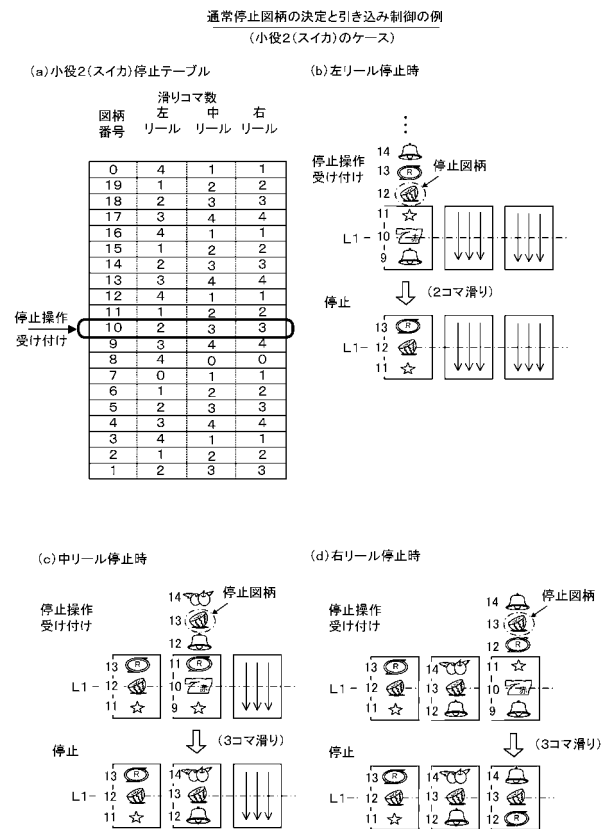 通常停止図柄の決定と引き込み制御の例
(小役2(スイカ)のケース)
(a)小役2(スイカ)停止テーブル
滑りコマ数
図柄 左 中 右
番号 リール リール リール
0 4 1 1
19 1 2 2
18 2 3 3
17 3 4 4
16 4 1 1
15 1 2 2
14 2 3 3
13 3 4 4
12 4 1 1
11 1 2 2
10 2 3 3
9 3 4 4
8 4 0 0
7 0 1 1
6 1 2 2
5 2 3 3
4 3 4 4
3 4 1 1
2 1 2 2
1 2 3 3
停止操作
受け付け
(b)左リール停止時
停止操作
受け付け
14
13 R
停止図柄
12
11
L1- 10 赤
9
(2コマ滑り)
停止
13 R
L1- 12
11
(c)中リール停止時
停止操作
受け付け
14
停止図柄
13
12
13 R 11 R
L1- 12 10 赤
11 9
(3コマ滑り)
停止
13 R 14
L1- 12 13
11 12
(d)右リール停止時
停止操作
受け付け
14
停止図柄
13
12 R
13 R 14 11
L1- 12 13 10 赤
11 12 9
(3コマ滑り)
停止
13 R 14 14
L1- 12 13 13
11 12 12 R